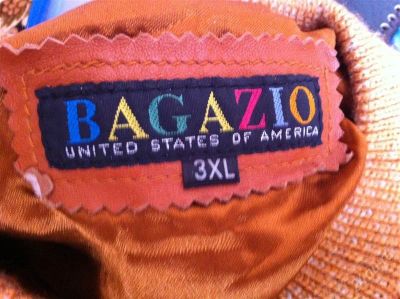 BAGAZIO
UNITED STATES OF AMERICA
3XL